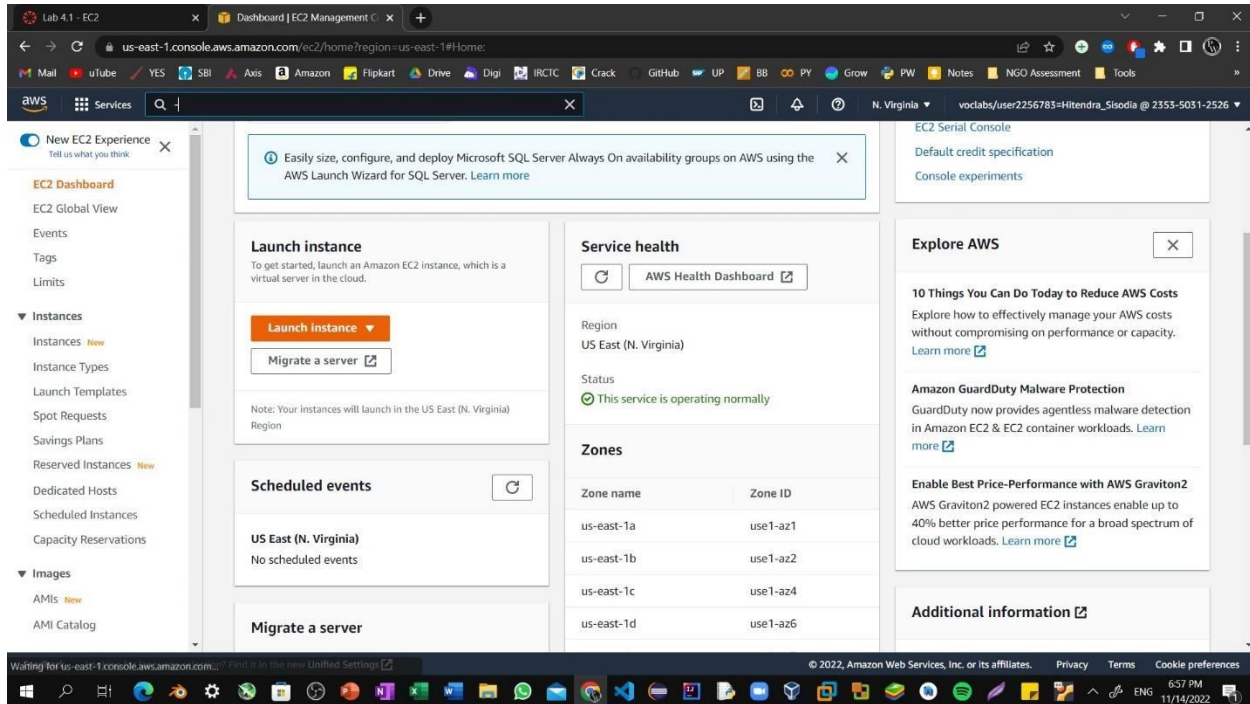 Lab 4.1 - EC2
Dashboard | EC2 Management C
us-east-1.console.aws.amazon.com/ec2/home?region=us-east-1#Home:
Mail uTube YES SBI Axis Amazon Flipkart Drive Digi IRCTC Crack GitHub UP BB PY Grow PW Notes NGO Assessment Tools »
aws Services N. Virginia ▼ voclabs/user2256783=Hitendra_Sisodia @ 2353-5031-2526 ▼
New EC2 Experience
Tell us what you think
EC2 Dashboard
EC2 Global View
Events
Tags
Limits
▼ Instances
Instances New
Instance Types
Launch Templates
Spot Requests
Savings Plans
Reserved Instances New
Dedicated Hosts
Scheduled Instances
Capacity Reservations
▼ Images
AMIs New
AMI Catalog
Easily size, configure, and deploy Microsoft SQL Server Always On availability groups on AWS using the
AWS Launch Wizard for SQL Server. Learn more
Launch instance
To get started, launch an Amazon EC2 instance, which is a
virtual server in the cloud.
Launch instance ▼
Migrate a server
Note: Your instances will launch in the US East (N. Virginia)
Region
Scheduled events
US East (N. Virginia)
No scheduled events
Migrate a server
Service health
AWS Health Dashboard
Region
US East (N. Virginia)
Status
This service is operating normally
Zones
Zone name Zone ID
us-east-1a use1-az1
us-east-1b use1-az2
us-east-1c use1-az4
us-east-1d use1-az6
EC2 Serial Console
Default credit specification
Console experiments
Explore AWS
10 Things You Can Do Today to Reduce AWS Costs
Explore how to effectively manage your AWS costs
without compromising on performance or capacity.
Learn more
Amazon GuardDuty Malware Protection
GuardDuty now provides agentless malware detection
in Amazon EC2 & EC2 container workloads. Learn
more
Enable Best Price-Performance with AWS Graviton2
AWS Graviton2 powered EC2 instances enable up to
40% better price performance for a broad spectrum of
cloud workloads. Learn more
Additional information
Waiting for us-east-1.console.aws.amazon.com... Find it in the new Unified Settings © 2022, Amazon Web Services, Inc. or its affiliates. Privacy Terms Cookie preferences
ENG
6:57 PM
11/14/2022